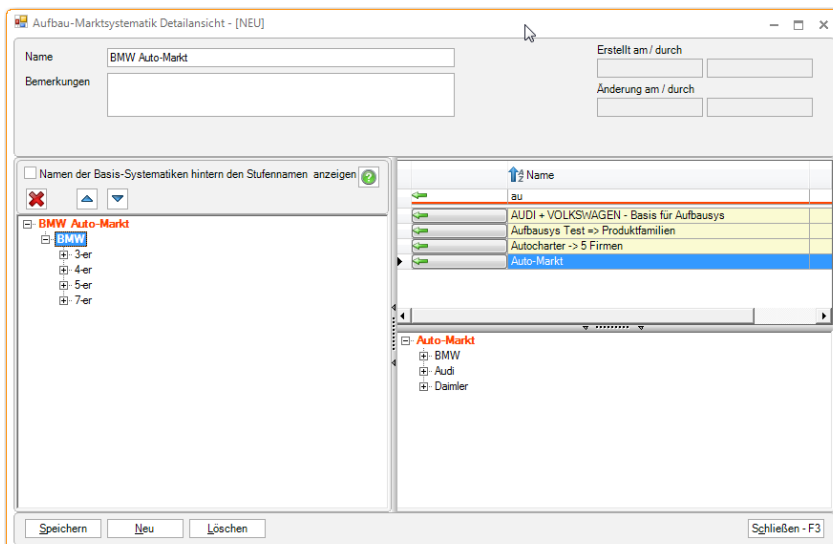 Aufbau-Marktsystematik Detailansicht - [NEU]
Name
BMW Auto-Markt
Bemerkungen
Erstellt am / durch
Änderung am / durch
Namen der Basis-Systematiken hintern den Stufennamen anzeigen
?
BMW Auto-Markt
BMW
3-er
4-er
5-er
7-er
Name
au
AUDI + VOLKSWAGEN - Basis für Aufbausys
Aufbausys Test => Produktfamilien
Autocharter -> 5 Firmen
Auto-Markt
Auto-Markt
BMW
Audi
Daimler
Speichern
Neu
Löschen
Schließen - F3